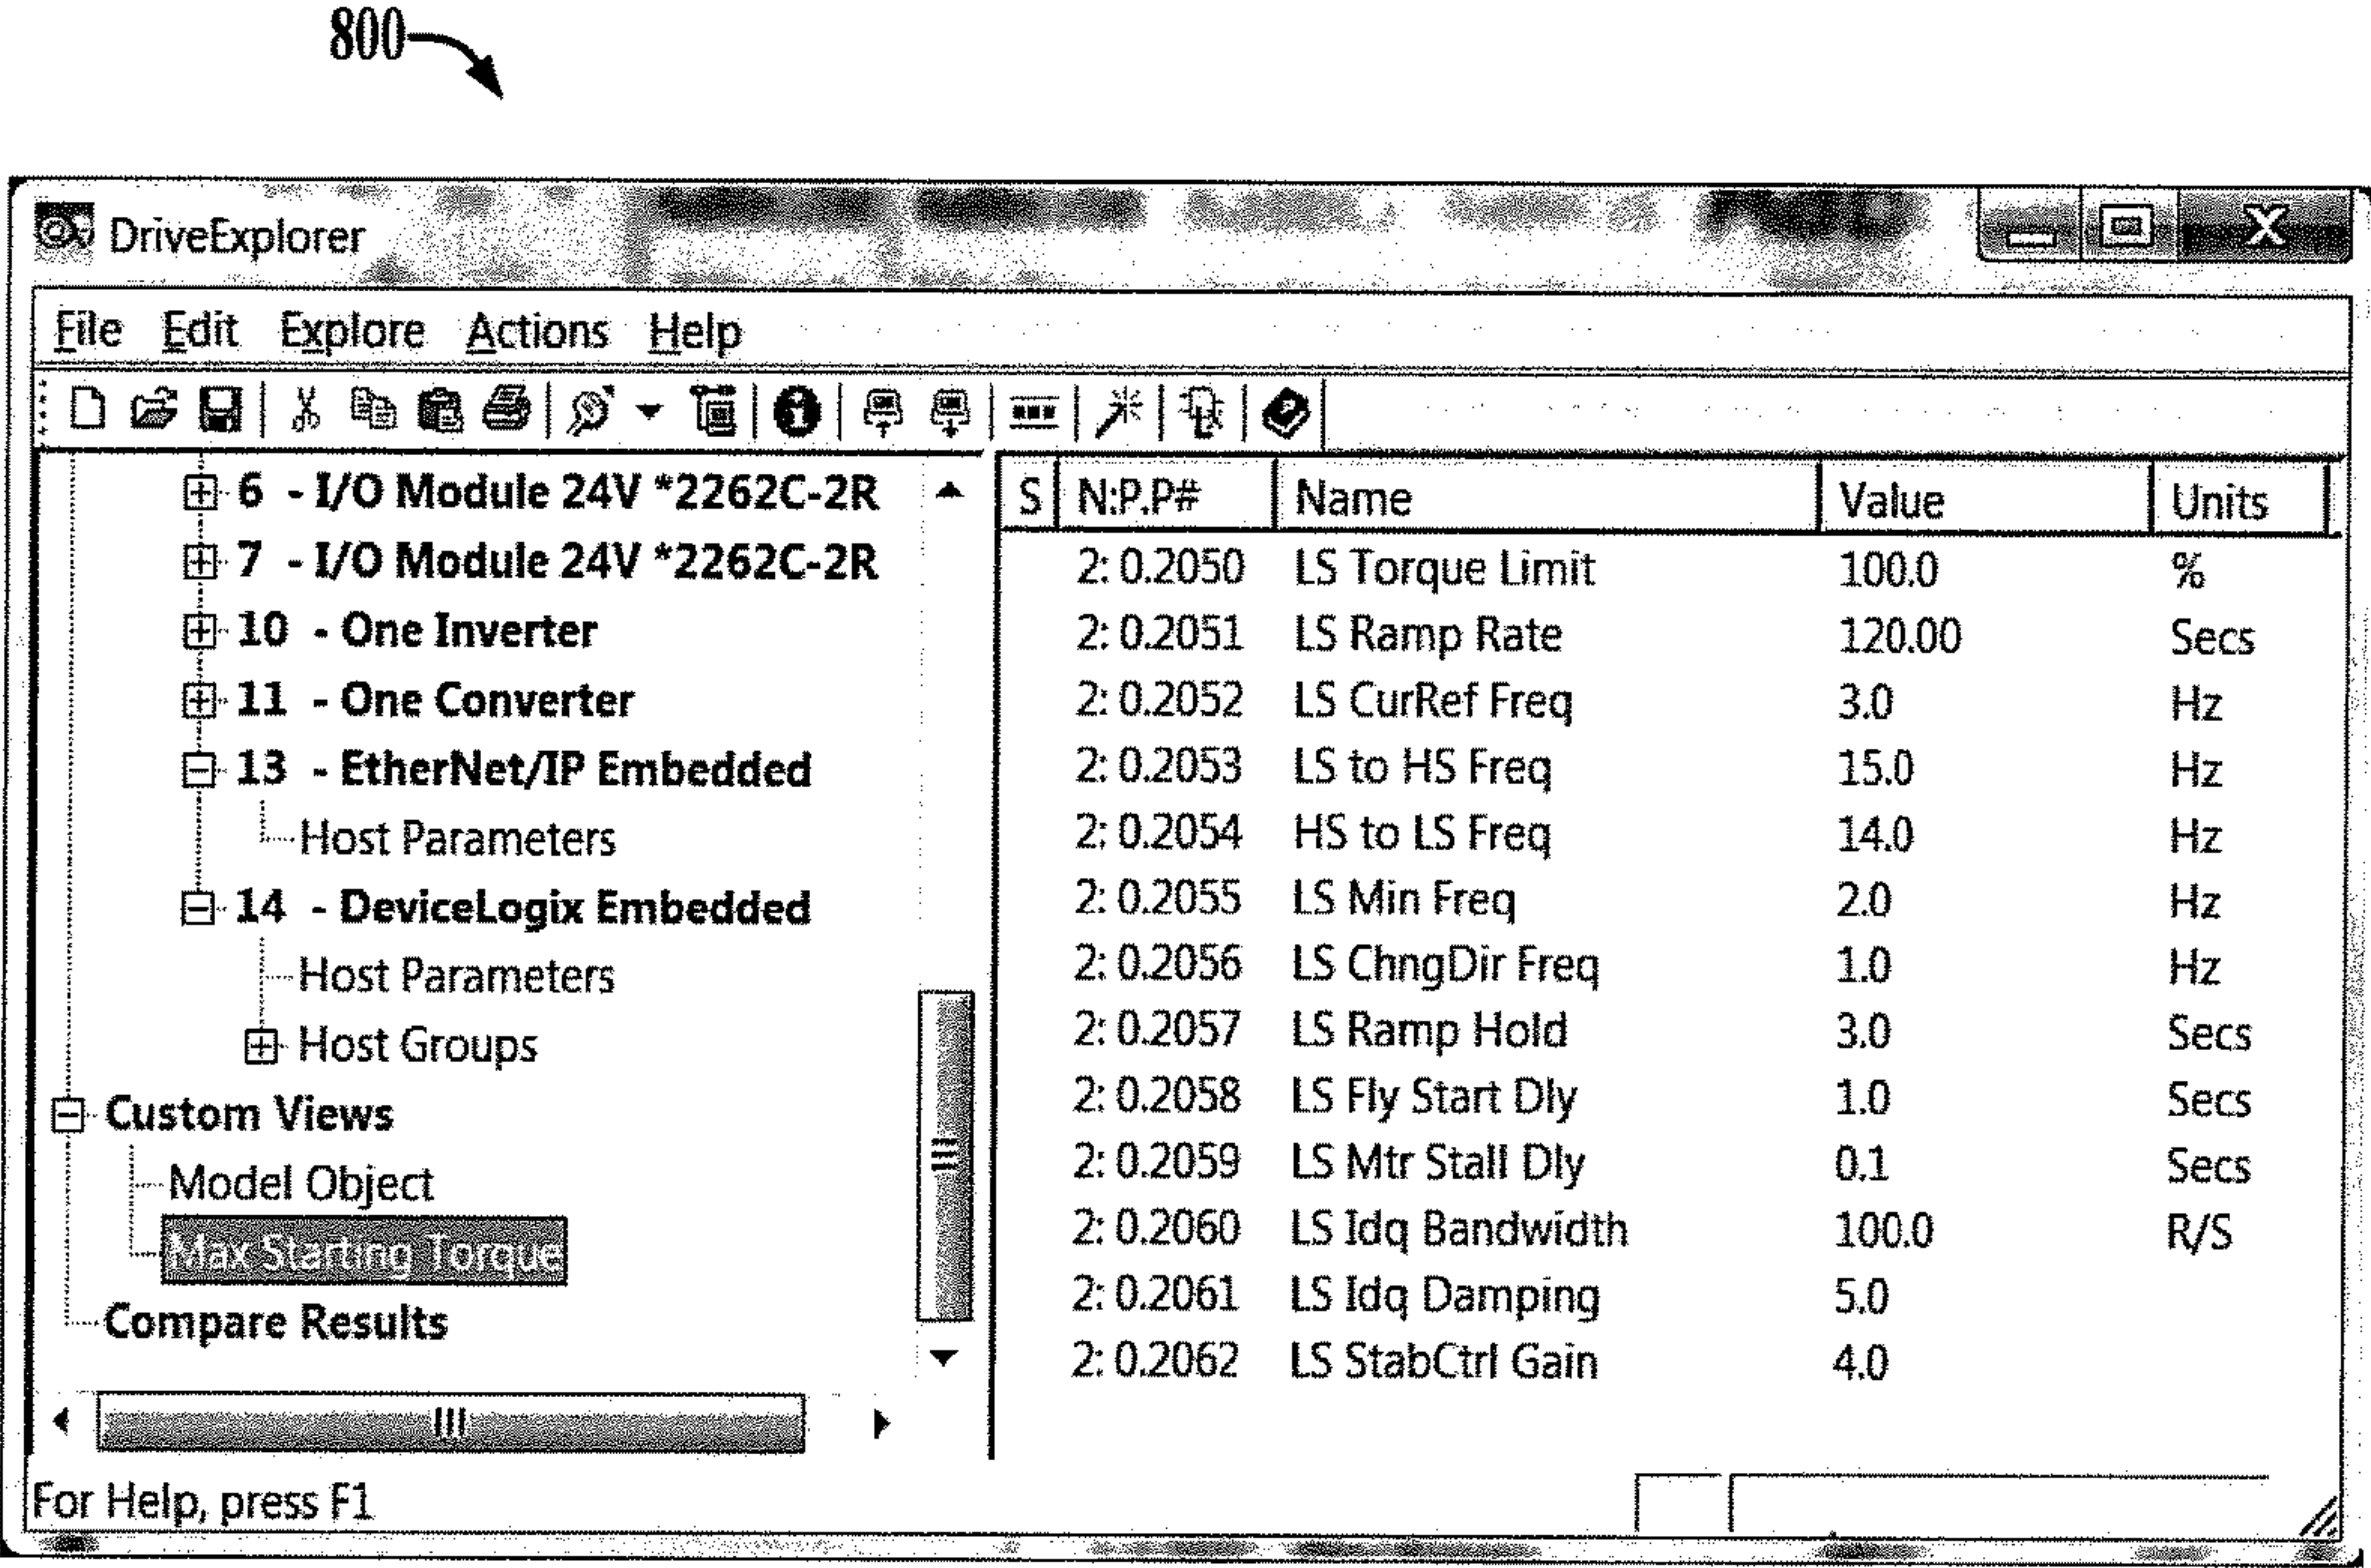 800
DriveExplorer
File Edit Explore Actions Help
6 - I/O Module 24V *2262C-2R
7 - I/O Module 24V *2262C-2R
10 - One Inverter
11 - One Converter
13 - EtherNet/IP Embedded
Host Parameters
14 - DeviceLogix Embedded
Host Parameters
Host Groups
Custom Views
Model Object
Max Starting Torque
Compare Results
S N:P.P# Name Value Units
2: 0.2050 LS Torque Limit 100.0 %
2: 0.2051 LS Ramp Rate 120.00 Secs
2: 0.2052 LS CurRef Freq 3.0 Hz
2: 0.2053 LS to HS Freq 15.0 Hz
2: 0.2054 HS to LS Freq 14.0 Hz
2: 0.2055 LS Min Freq 2.0 Hz
2: 0.2056 LS ChngDir Freq 1.0 Hz
2: 0.2057 LS Ramp Hold 3.0 Secs
2: 0.2058 LS Fly Start Dly 1.0 Secs
2: 0.2059 LS Mtr Stall Dly 0.1 Secs
2: 0.2060 LS Idq Bandwidth 100.0 R/S
2: 0.2061 LS Idq Damping 5.0
2: 0.2062 LS StabCtrl Gain 4.0
For Help, press F1